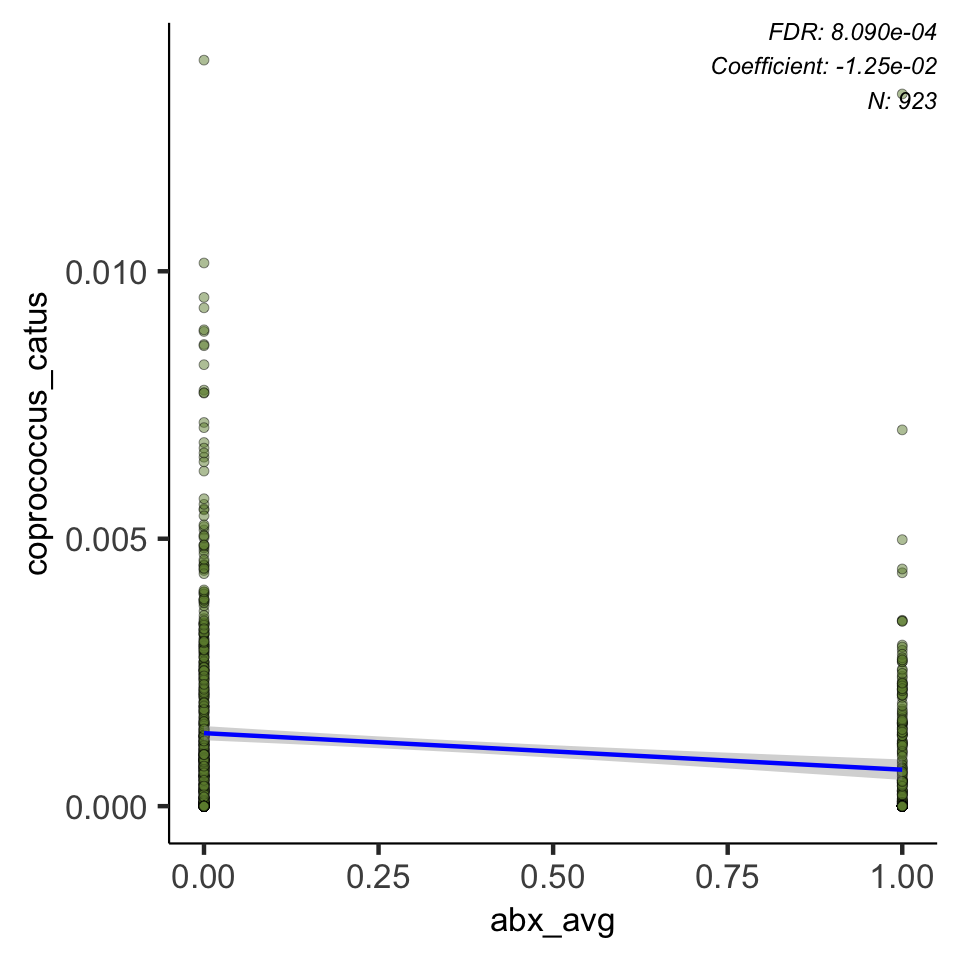 FDR: 8.090e-04
Coefficient: -1.25e-02
N: 923
0.010
0.005
0.000
coprococcus_catus
0.00 0.25 0.50 0.75 1.00
abx_avg